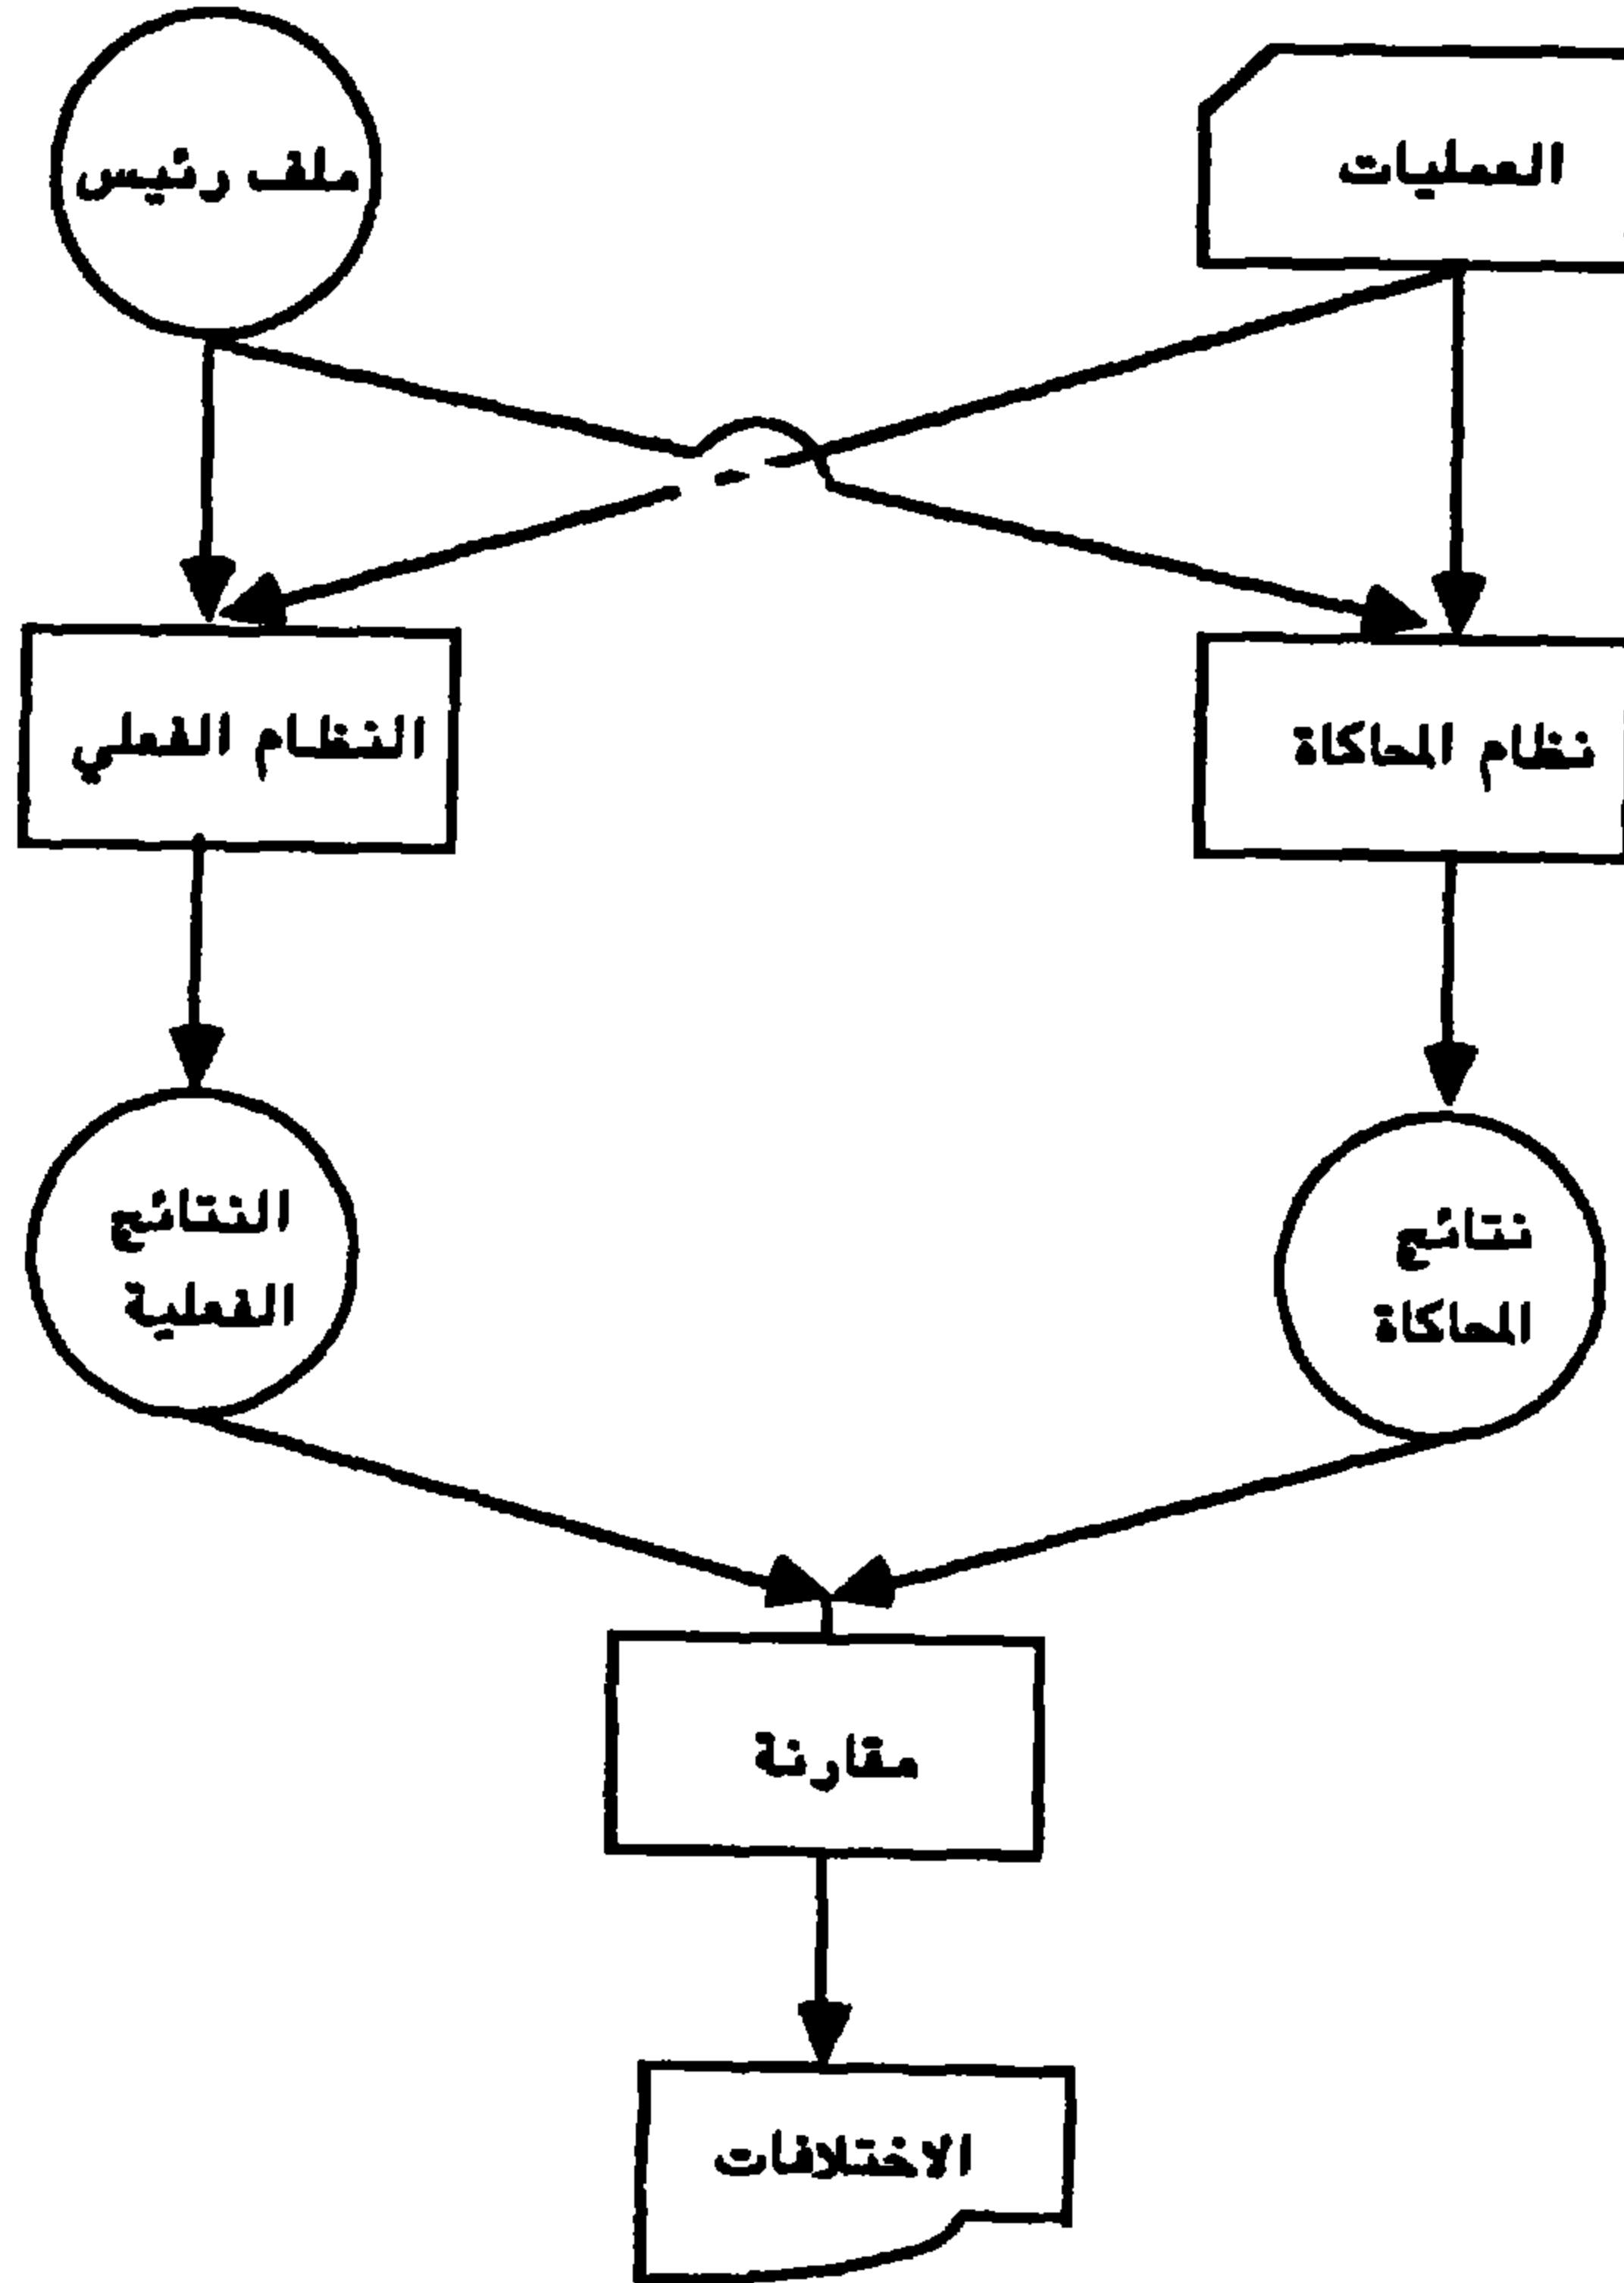 العمليات
ملف رئيس
نظام المحاكاة
النظام الفعلي
نتائج
المحاكاة
النتائج
الفعلية
مقارنة
الاختلافات